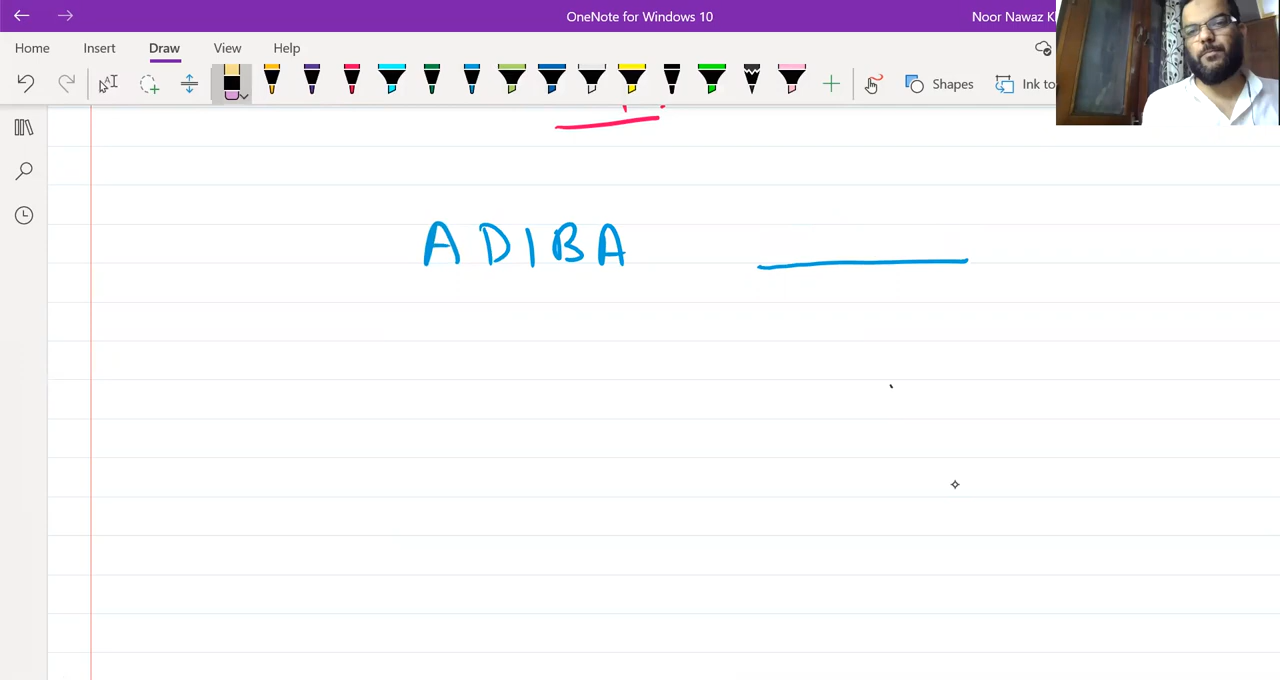 OneNote for Windows 10
Noor Nawaz K
Home Insert Draw View Help
Shapes Ink to
ADIBA